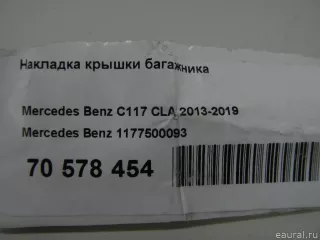 Накладка крышки багажника
Mercedes Benz C117 CLA 2013-2019
Mercedes Benz 1177500093
70 578 454
eaural.ru